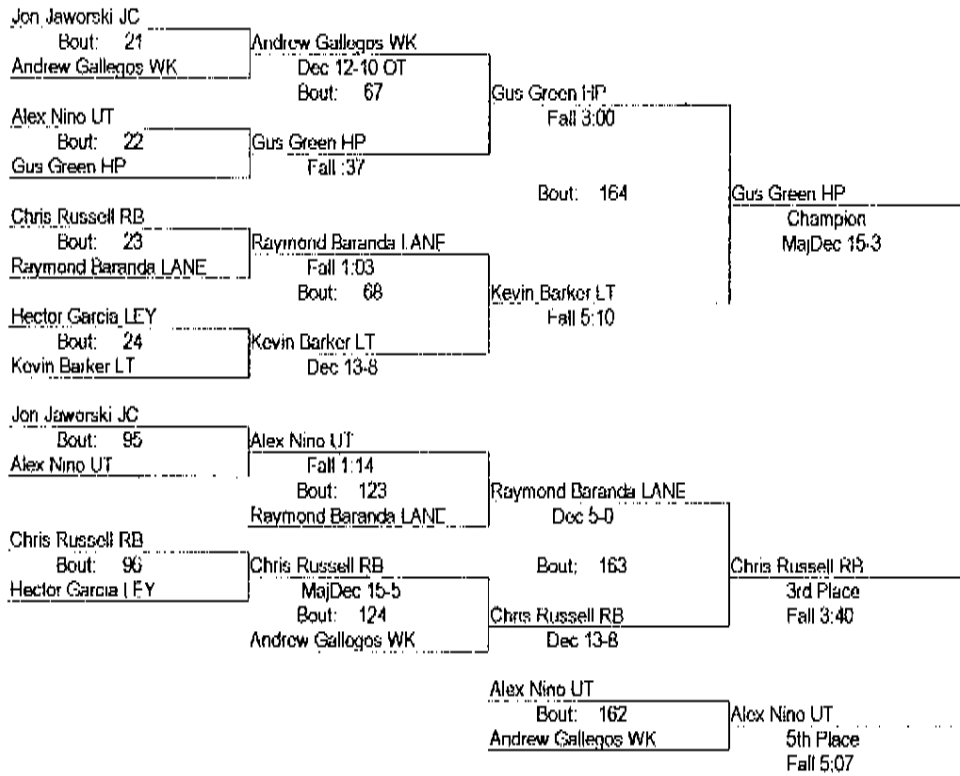 Jon Jaworski JC
Bout: 21
Andrew Gallegos WK
Andrew Gallegos WK
Dec 12-10 OT
Bout: 67
Alex Nino UT
Bout: 22
Gus Green HP
Gus Green HP
Fall :37
Gus Green HP
Fall 3:00
Bout: 164
Gus Green HP
Champion
MajDec 15-3
Chris Russell RB
Bout: 23
Raymond Baranda LANE
Raymond Baranda LANE
Fall 1:03
Bout: 68
Hector Garcia LEY
Bout: 24
Kevin Barker LT
Kevin Barker LT
Dec 13-8
Kevin Barker LT
Fall 5:10
Jon Jaworski JC
Bout: 95
Alex Nino UT
Alex Nino UT
Fall 1:14
Bout: 123
Raymond Baranda LANE
Raymond Baranda LANE
Dec 5-0
Chris Russell RB
Bout: 96
Hector Garcia LEY
Chris Russell RB
MajDec 15-5
Bout: 124
Andrew Gallegos WK
Bout: 163
Chris Russell RB
Dec 13-8
Chris Russell RB
3rd Place
Fall 3:40
Alex Nino UT
Bout: 162
Andrew Gallegos WK
Alex Nino UT
5th Place
Fall 5:07